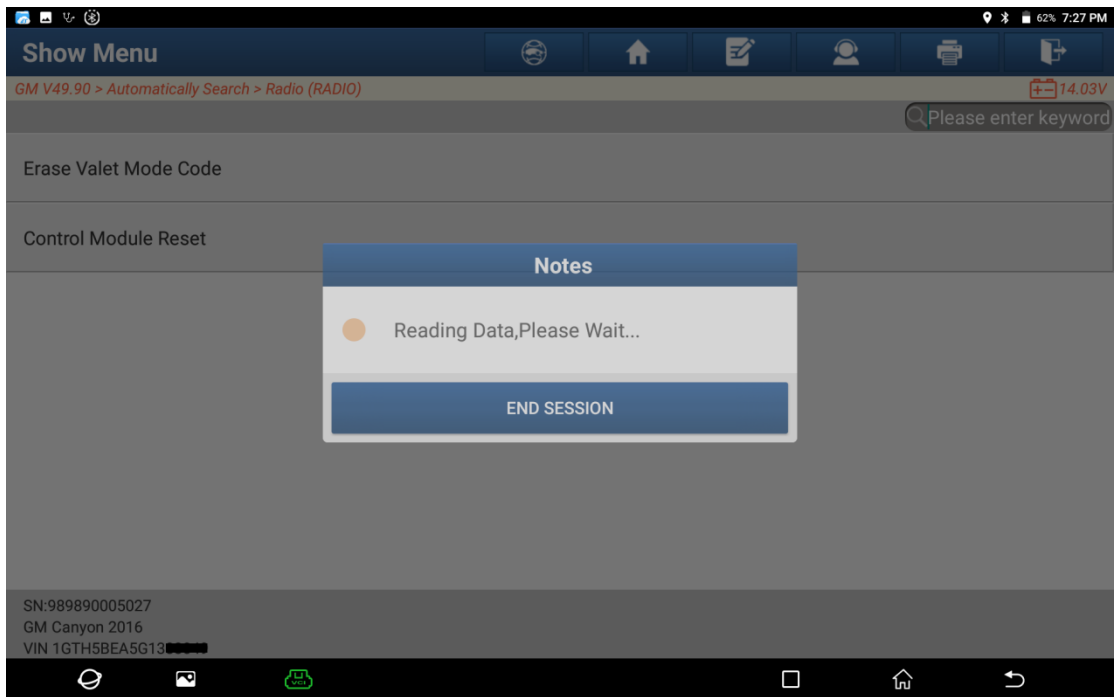 62% 7:27 PM
Show Menu
GM V49.90 > Automatically Search > Radio (RADIO)
14.03V
Please enter keyword
Erase Valet Mode Code
Control Module Reset
Notes
Reading Data,Please Wait...
END SESSION
SN:989890005027
GM Canyon 2016
VIN 1GTH5BEA5G13
VCI